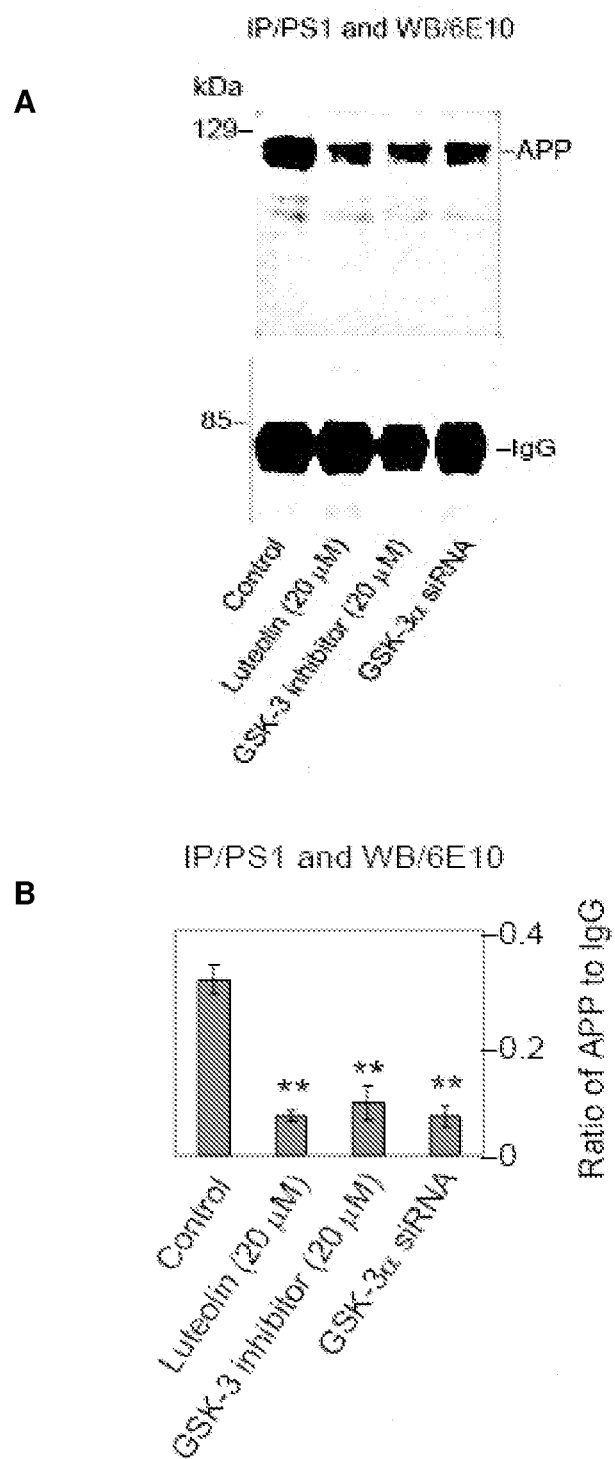 IP/PS1 and WB/6E10
A
kDa
129
APP
85
IgG
Control
Luteolin (20 µM)
GSK-3 inhibitor (20 µM)
GSK-3α siRNA
IP/PS1 and WB/6E10
B
0.4
0.2
0
Ratio of APP to IgG
**
**
**
Control
Luteolin (20 µM)
GSK-3 inhibitor (20 µM)
GSK-3α siRNA